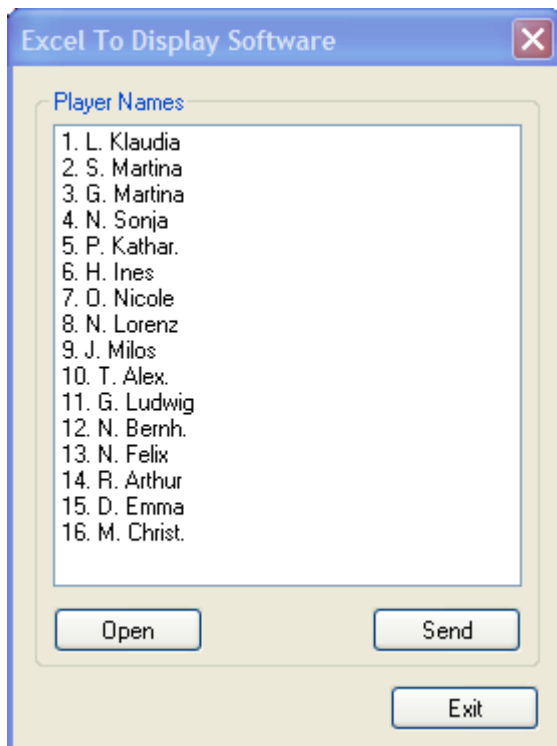 Excel To Display Software
Player Names
1. L. Klaudia
2. S. Martina
3. G. Martina
4. N. Sonja
5. P. Kathar.
6. H. Ines
7. O. Nicole
8. N. Lorenz
9. J. Milos
10. T. Alex.
11. G. Ludwig
12. N. Bernh.
13. N. Felix
14. R. Arthur
15. D. Emma
16. M. Christ.
Open Send
Exit